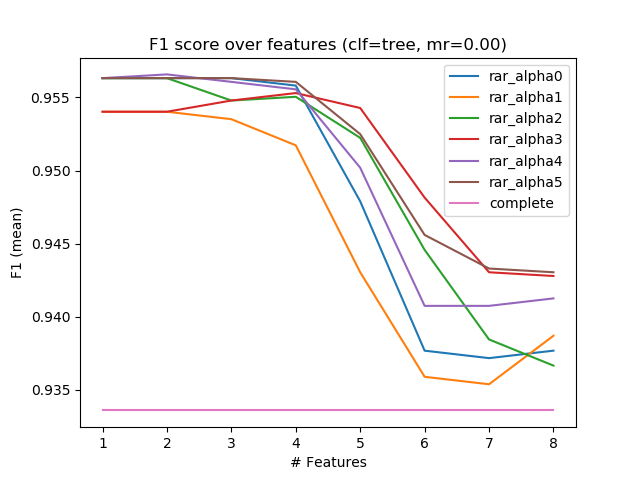 F1 score over features (clf=tree, mr=0.00)
F1 (mean)
0.955
0.950
0.945
0.940
0.935
rar_alpha0
rar_alpha1
rar_alpha2
rar_alpha3
rar_alpha4
rar_alpha5
complete
1 2 3 4 5 6 7 8
# Features